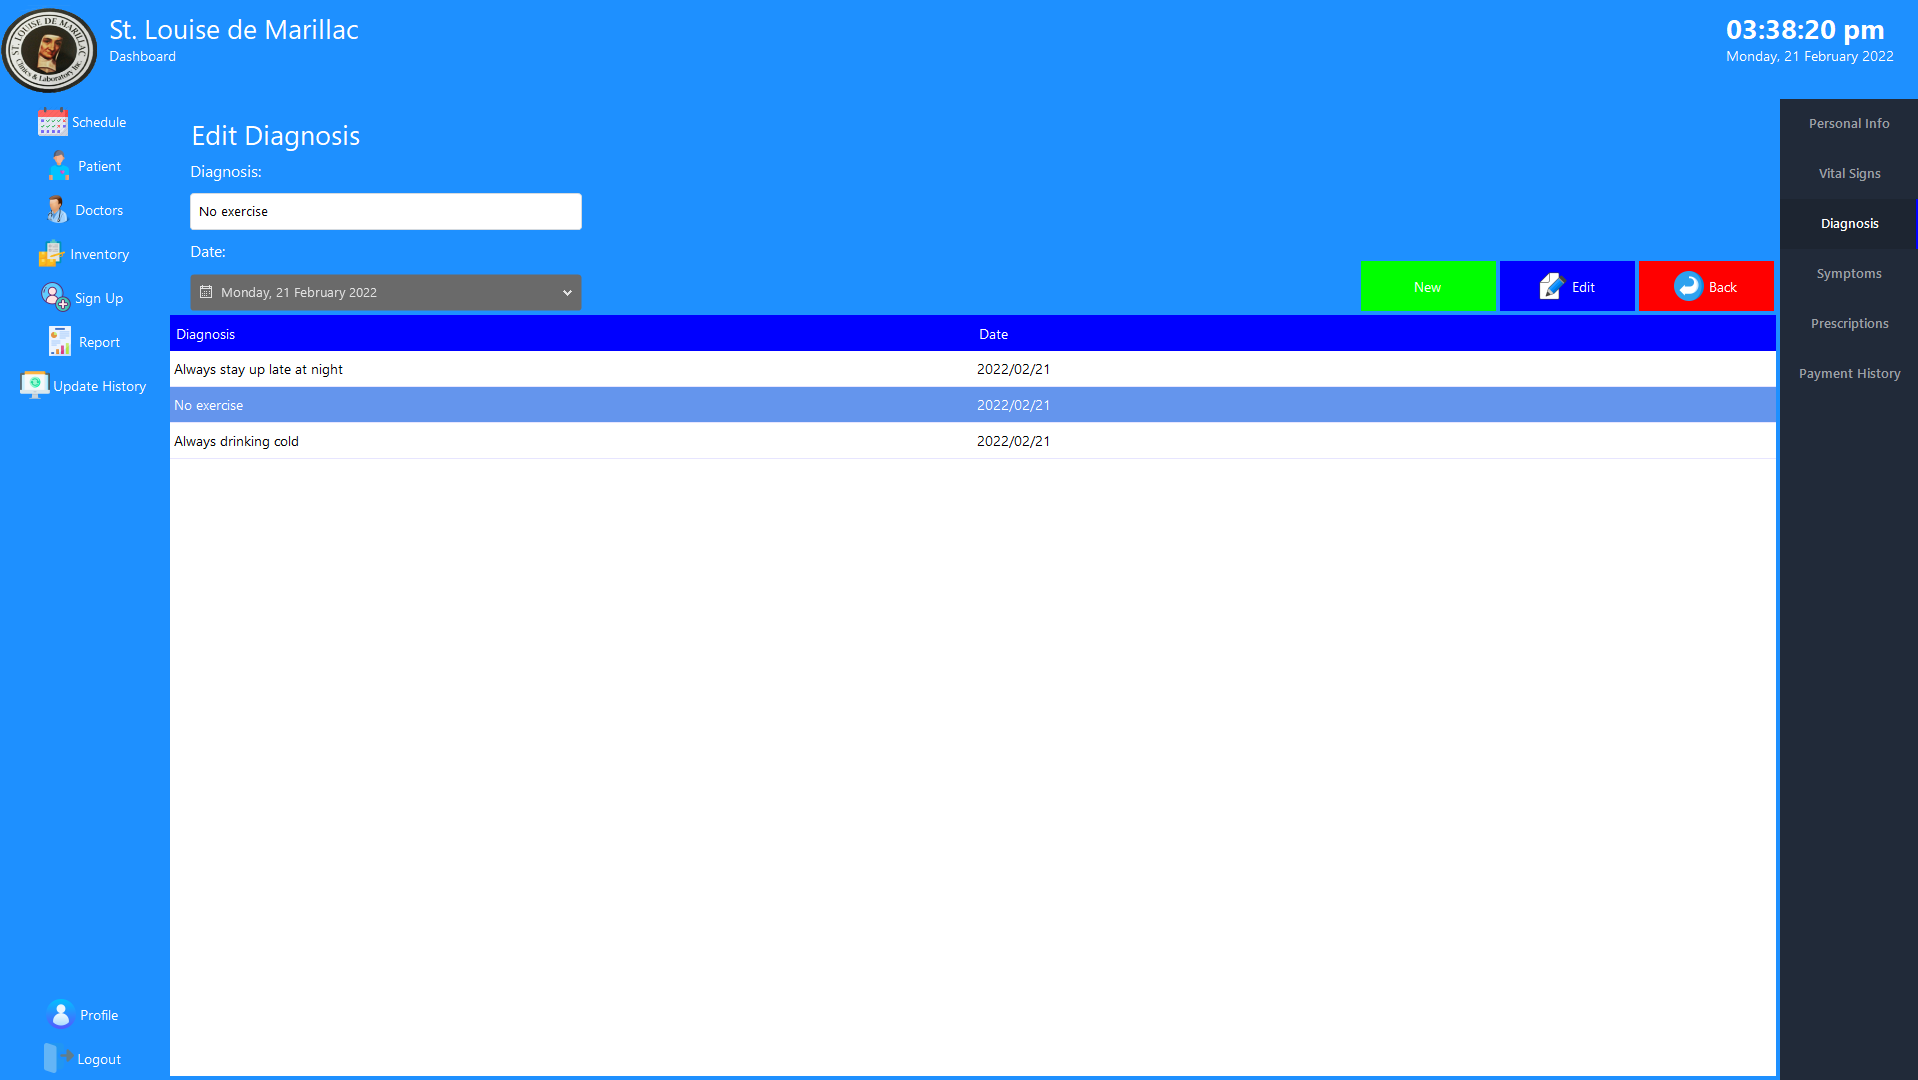 ST. LOUISE DE MARILLAC
Clinics & Laboratory Inc.
St. Louise de Marillac
Dashboard
03:38:20 pm
Monday, 21 February 2022
Schedule
Patient
Doctors
Inventory
Sign Up
Report
Update History
Profile
Logout
Edit Diagnosis
Diagnosis:
No exercise
Date:
Monday, 21 February 2022
New
Edit
Back
Diagnosis Date
Always stay up late at night 2022/02/21
No exercise 2022/02/21
Always drinking cold 2022/02/21
Personal Info
Vital Signs
Diagnosis
Symptoms
Prescriptions
Payment History